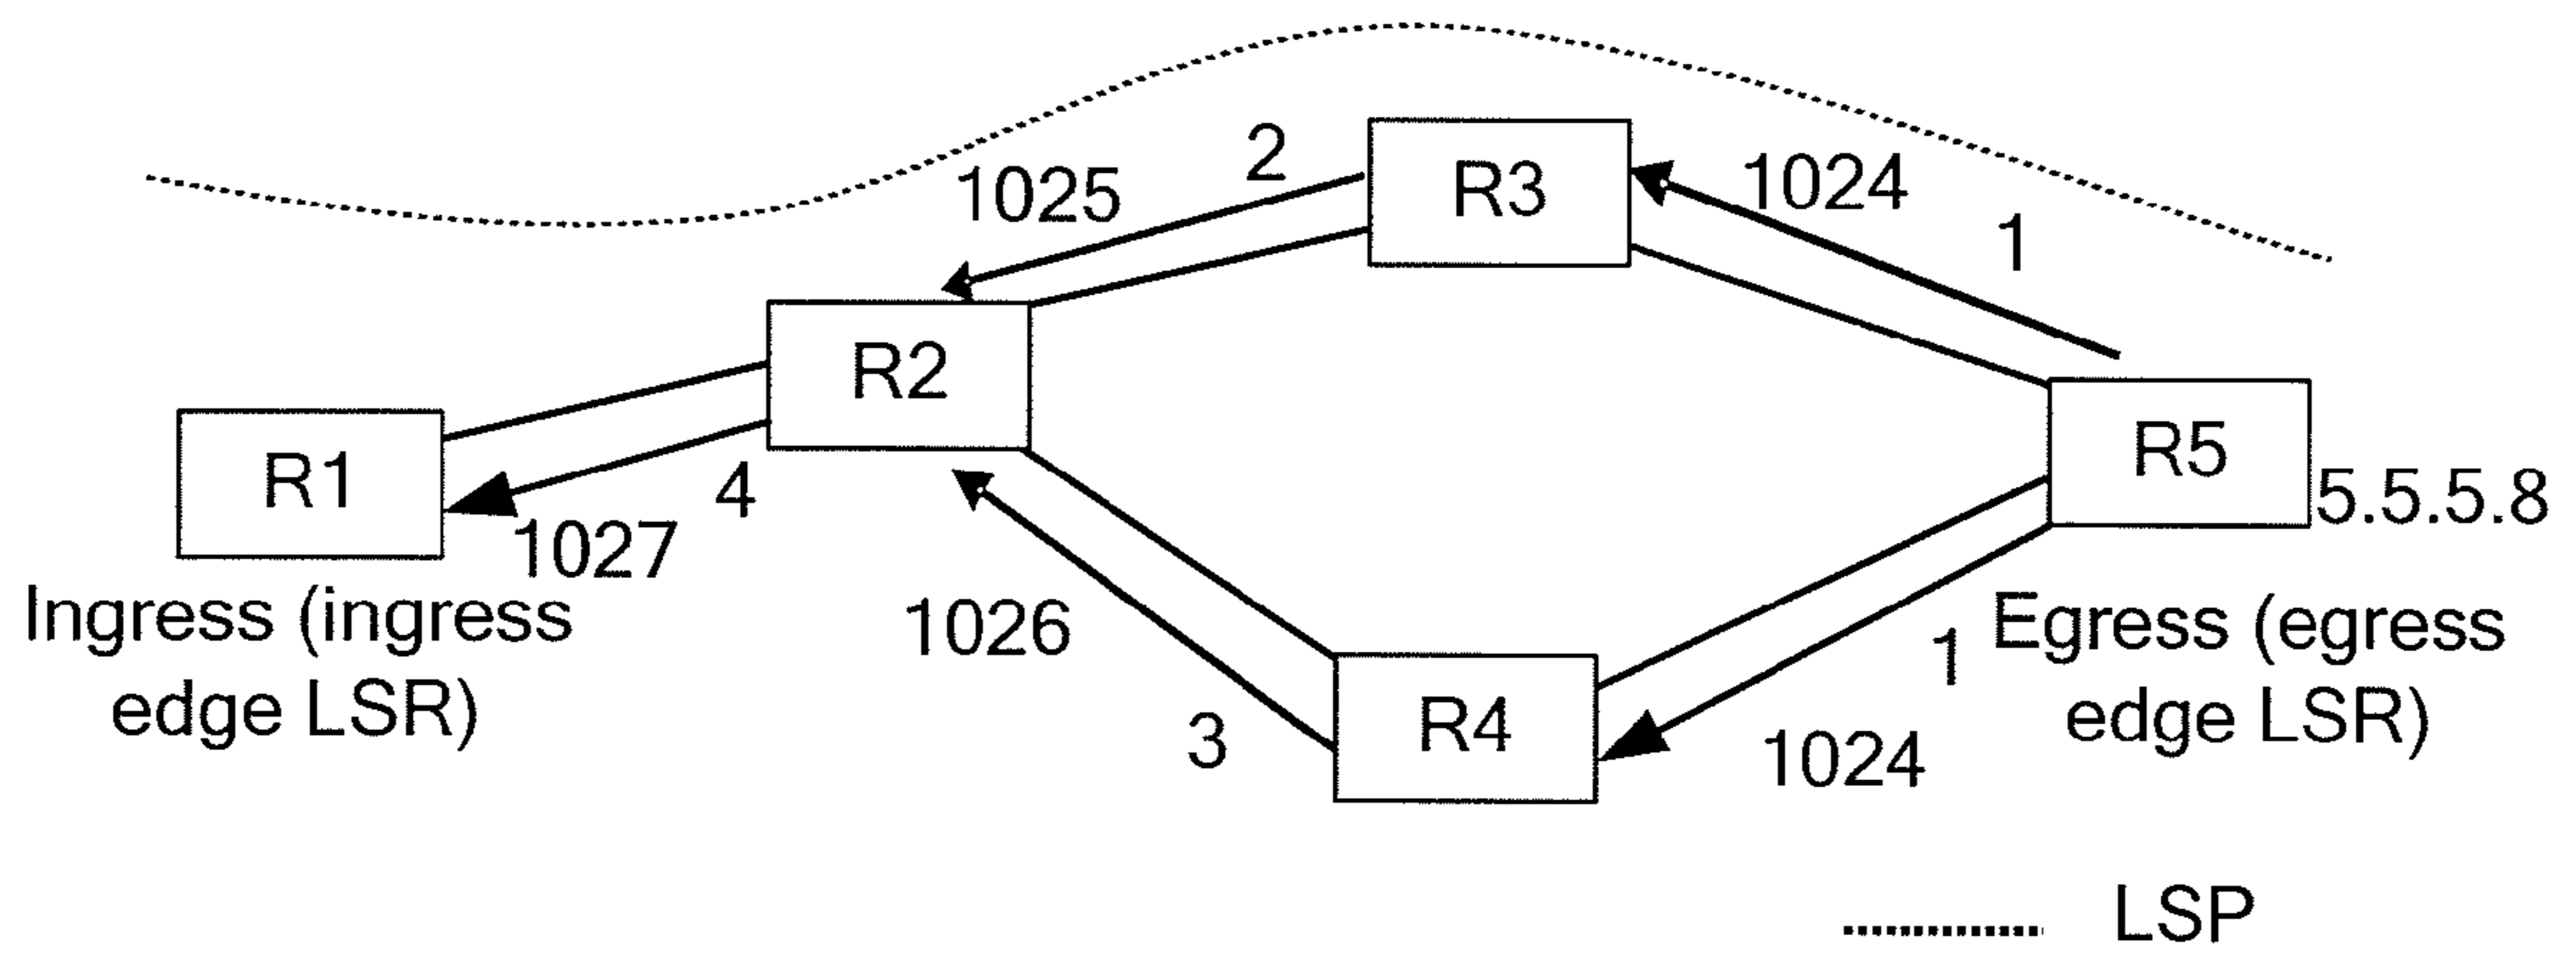 2
R3
1024
1025
1
R2
R1
4
R5
5.5.5.8
1027
Ingress (ingress
edge LSR)
1026
Egress (egress
edge LSR)
1
3
R4
1024
LSP